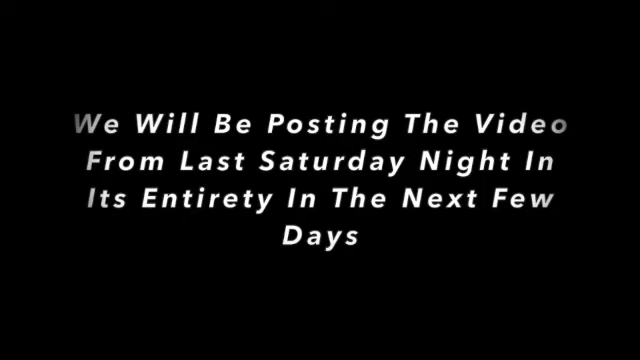 We Will Be Posting The Video
From Last Saturday Night In
Its Entirety In The Next Few
Days